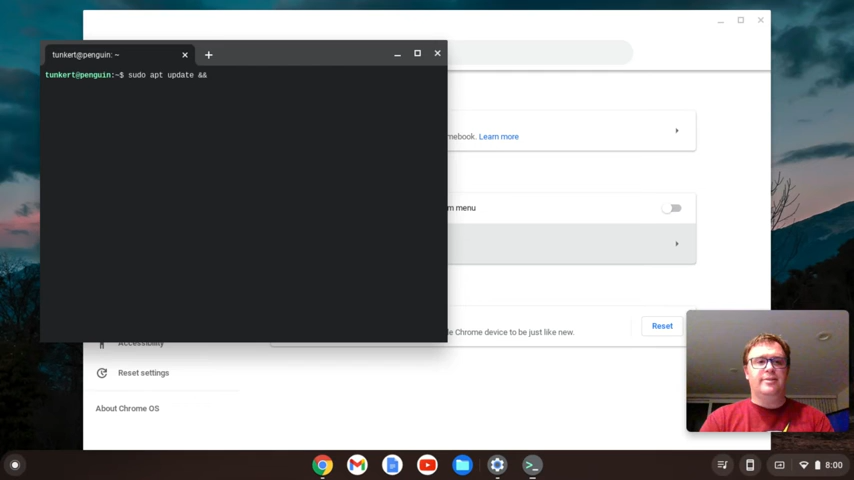 tunkert@penguin: ~
tunkert@penguin:~$ sudo apt update &&
mebook. Learn more
m menu
le Chrome device to be just like new.
Reset
Accessibility
Reset settings
About Chrome OS
8:00